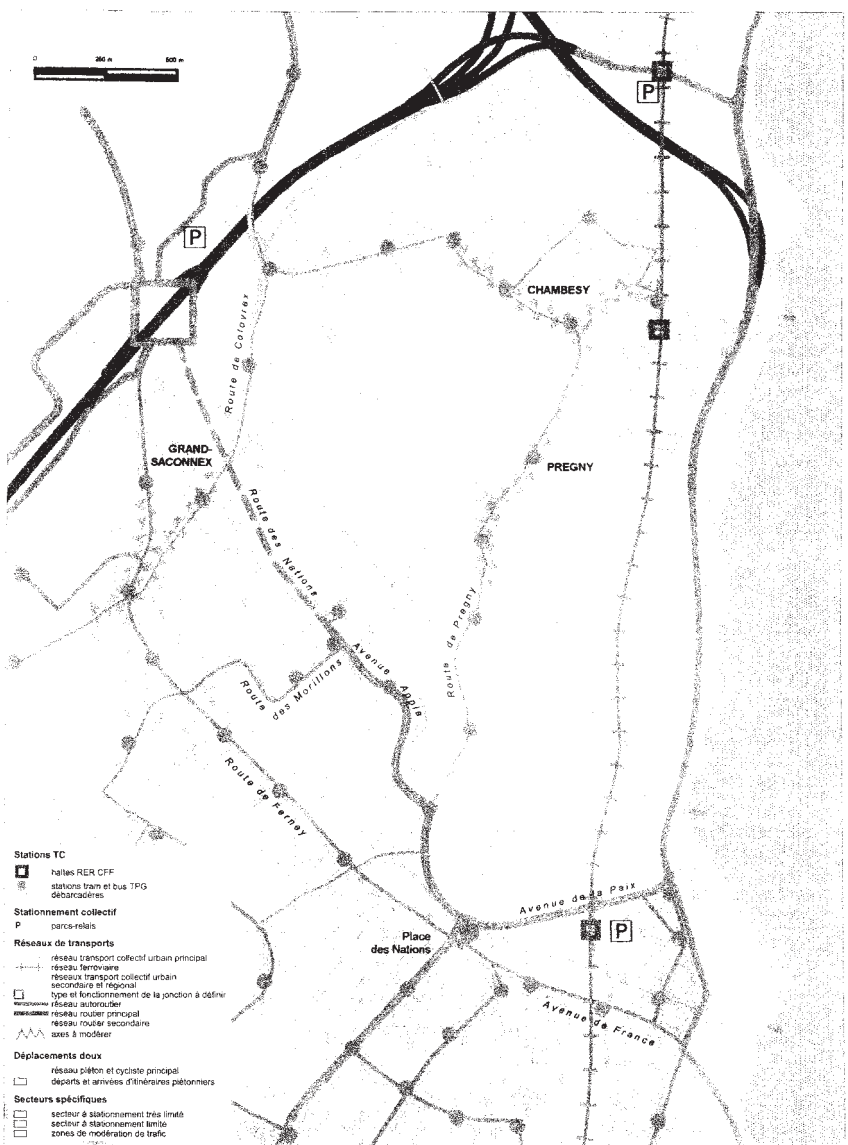 0 250 m 500 m
P
P
CHAMBESY
Route de Colovrex
GRAND-
SACONNEX
PREGNY
Route des Nations
Route de Pregny
Avenue Appia
Route
des Morillons
Route de Ferney
Avenue de la Paix
P
Place
des Nations
Avenue de France
Stations TC
haltes RER CFF
stations tram et bus TPG
débarcadères
Stationnement collectif
P parcs-relais
Réseaux de transports
réseau transport collectif urbain principal
réseau ferroviaire
réseaux transport collectif urbain
secondaire et régional
type et fonctionnement de la jonction à définir
réseau autoroutier
réseau routier principal
réseau routier secondaire
axes à modérer
Déplacements doux
réseau piéton et cycliste principal
départs et arrivées d'itinéraires piétonniers
Secteurs spécifiques
secteur à stationnement très limité
secteur à stationnement limité
zones de modération de trafic